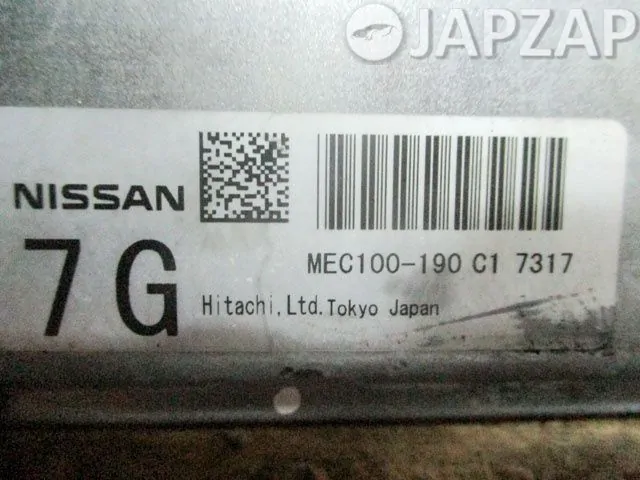 JAPZAP
NISSAN
7G
MEC100-190 C1 7317
Hitachi,Ltd.Tokyo Japan